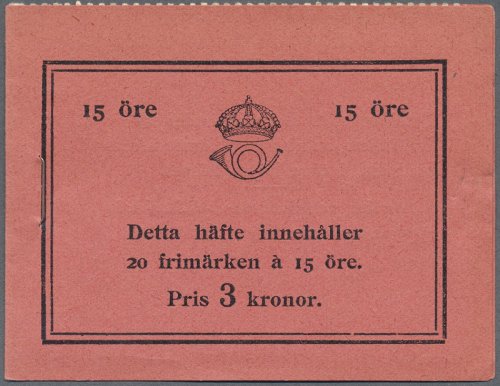 15 öre 15 öre
Detta häfte innehåller
20 frimärken à 15 öre.
Pris 3 kronor.